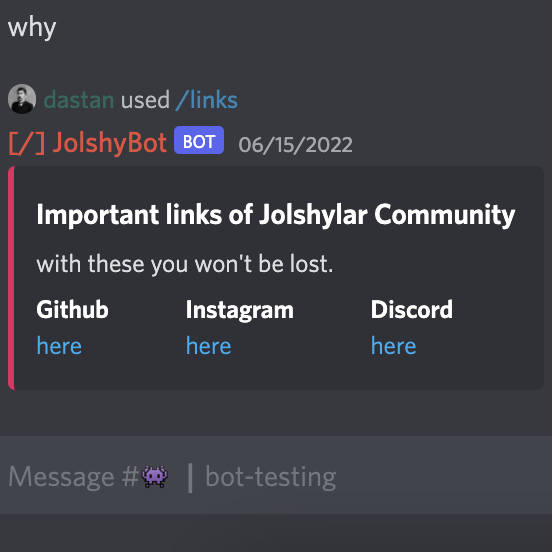 why
dastan used /links
[/] JolshyBot BOT 06/15/2022
Important links of Jolshylar Community
with these you won't be lost.
Github Instagram Discord
here here here
Message #👾 | bot-testing